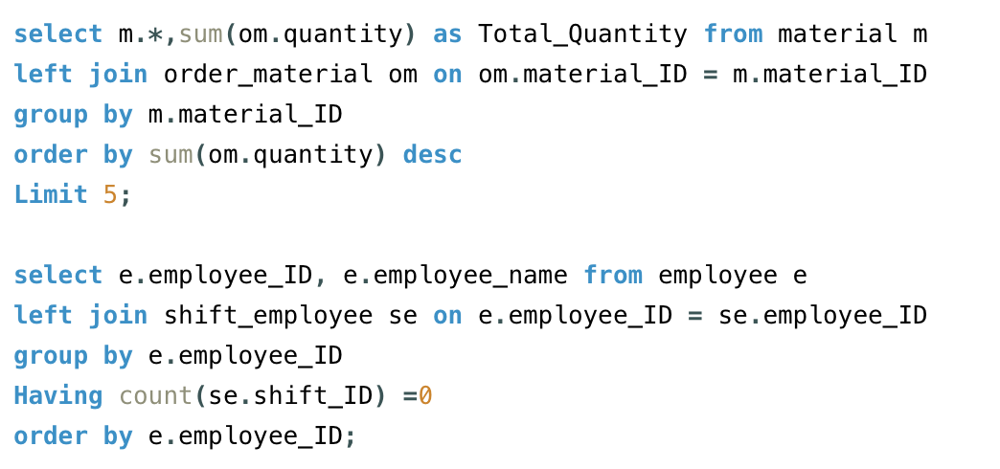 select m.*,sum(om.quantity) as Total_Quantity from material m
left join order_material om on om.material_ID = m.material_ID
group by m.material_ID
order by sum(om.quantity) desc
Limit 5;

select e.employee_ID, e.employee_name from employee e
left join shift_employee se on e.employee_ID = se.employee_ID
group by e.employee_ID
Having count(se.shift_ID) =0
order by e.employee_ID;